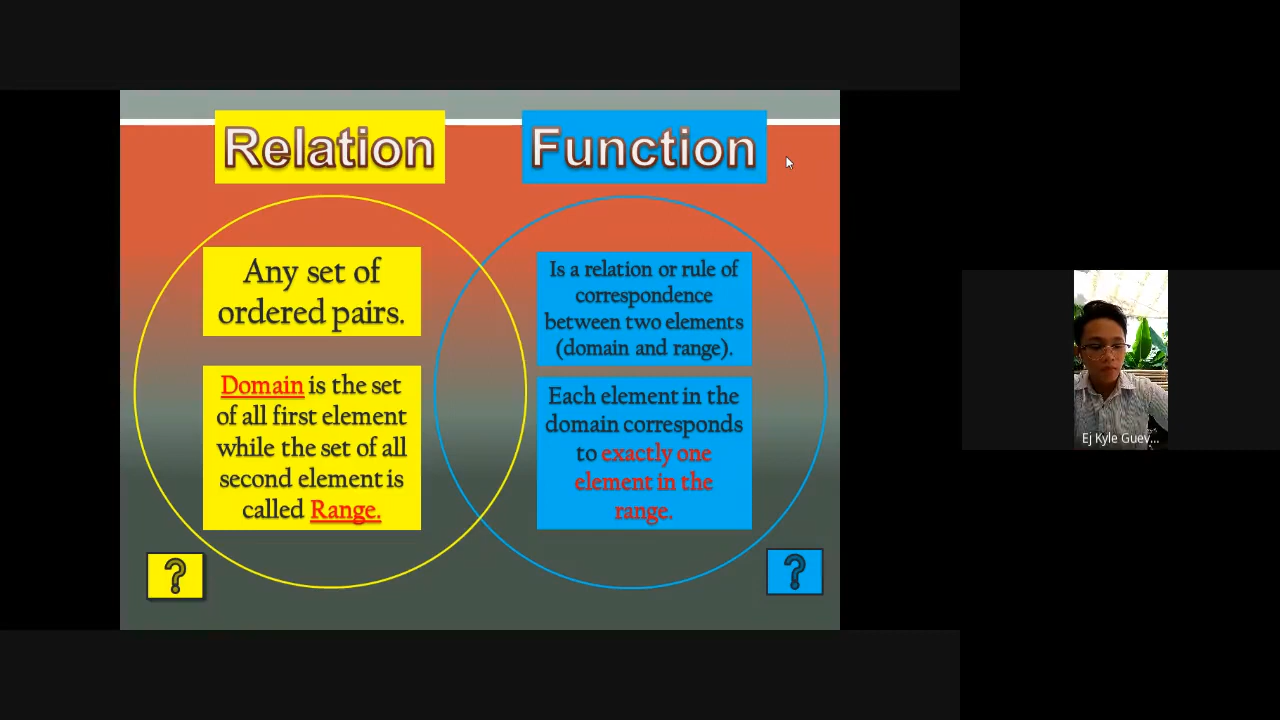 Relation
Function
Any set of
ordered pairs.
Domain is the set
of all first element
while the set of all
second element is
called Range.
Is a relation or rule of
correspondence
between two elements
(domain and range).
Each element in the
domain corresponds
to exactly one
element in the
range.
?
?
Ej Kyle Guev...